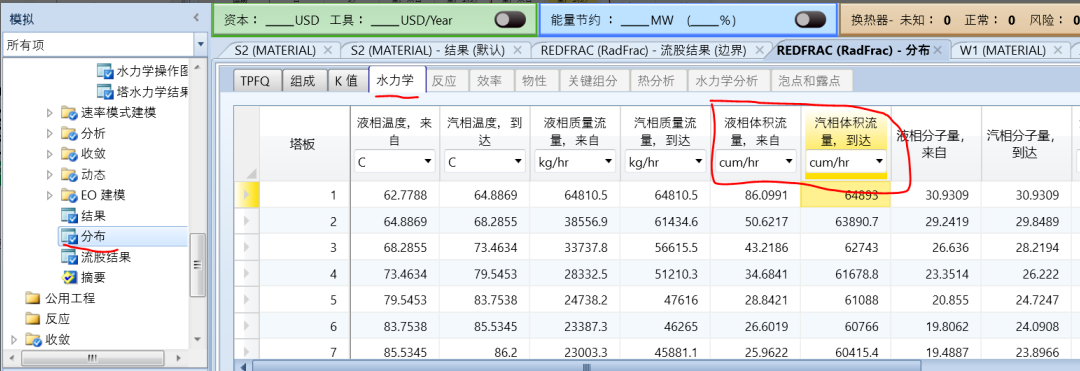 模拟
资本：____USD 工具：____USD/Year
能量节约：____MW （____%）
换热器- 未知： 0 正常： 0 风险： 0
所有项
S2 (MATERIAL)
S2 (MATERIAL) - 结果 (默认)
REDFRAC (RadFrac) - 流股结果 (边界)
REDFRAC (RadFrac) - 分布
W1 (MATERIAL)
水力学操作图
塔水力学结果
速率模式建模
分析
收敛
动态
EO 建模
结果
分布
流股结果
摘要
公用工程
反应
收敛
TPFQ 组成 K 值 水力学 反应 效率 物性 关键组分 热分析 水力学分析 泡点和露点
塔板
液相温度，来自
汽相温度，到达
液相质量流量，来自
汽相质量流量，到达
液相体积流量，来自
汽相体积流量，到达
液相分子量，来自
汽相分子量，到达
C C kg/hr kg/hr cum/hr cum/hr
1 62.7788 64.8869 64810.5 64810.5 86.0991 64893 30.9309 30.9309
2 64.8869 68.2855 38556.9 61434.6 50.6217 63890.7 29.2419 29.8489
3 68.2855 73.4634 33737.8 56615.5 43.2186 62743 26.636 28.2194
4 73.4634 79.5453 28332.5 51210.3 34.6841 61678.8 23.3514 26.222
5 79.5453 83.7538 24738.2 47616 28.8421 61088 20.855 24.7247
6 83.7538 85.5345 23387.3 46265 26.6019 60766 19.8062 24.0908
7 85.5345 86.2 23003.3 45881.1 25.9622 60415.4 19.4887 23.8966